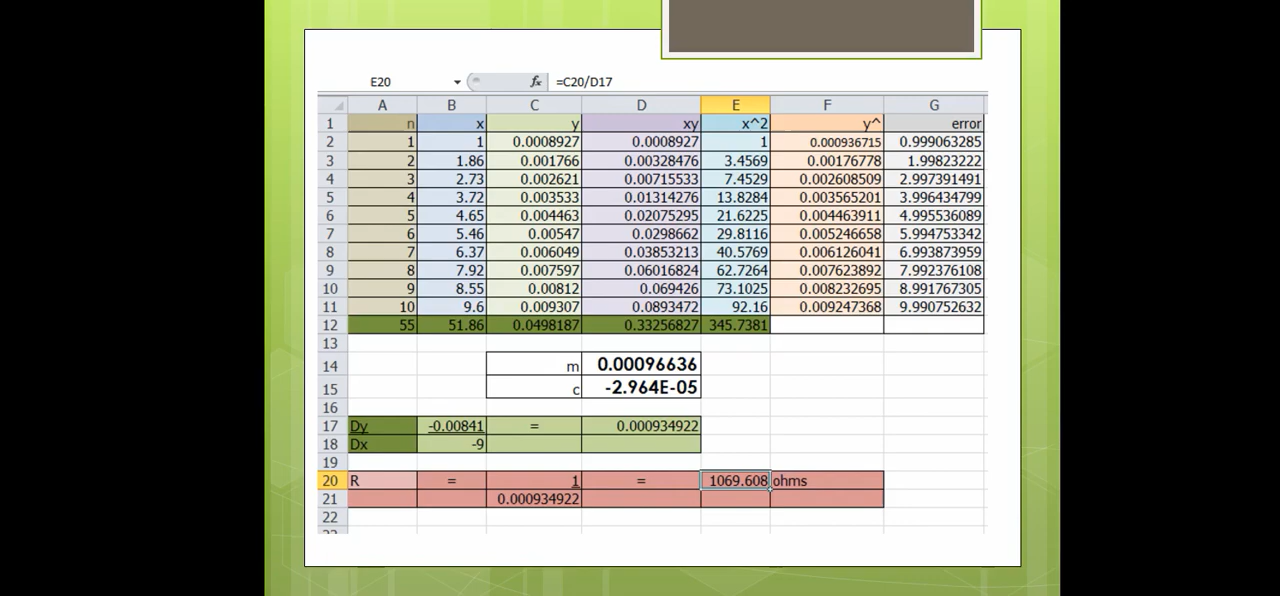 E20 fx =C20/D17
A B C D E F G
1 n x y xy x^2 y^ error
2 1 1 0.0008927 0.0008927 1 0.000936715 0.999063285
3 2 1.86 0.001766 0.00328476 3.4569 0.00176778 1.99823222
4 3 2.73 0.002621 0.00715533 7.4529 0.002608509 2.997391491
5 4 3.72 0.003533 0.01314276 13.8284 0.003565201 3.996434799
6 5 4.65 0.004463 0.02075295 21.6225 0.004463911 4.995536089
7 6 5.46 0.00547 0.0298662 29.8116 0.005246658 5.994753342
8 7 6.37 0.006049 0.03853213 40.5769 0.006126041 6.993873959
9 8 7.92 0.007597 0.06016824 62.7264 0.007623892 7.992376108
10 9 8.55 0.00812 0.069426 73.1025 0.008232695 8.991767305
11 10 9.6 0.009307 0.0893472 92.16 0.009247368 9.990752632
12 55 51.86 0.0498187 0.33256827 345.7381
13
14 m 0.00096636
15 c -2.964E-05
16
17 Dy -0.00841 = 0.000934922
18 Dx -9
19
20 R = 1 = 1069.608 ohms
21 0.000934922
22